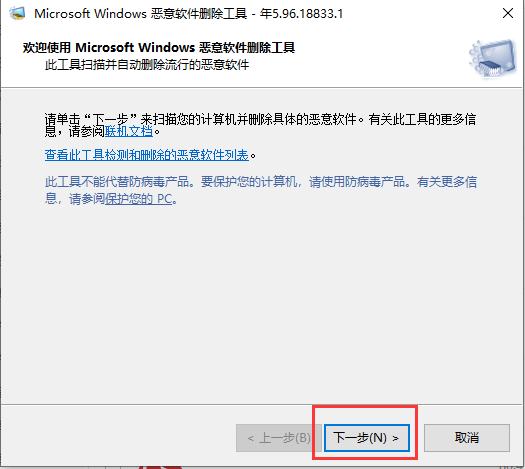 Microsoft Windows 恶意软件删除工具 - 年5.96.18833.1
欢迎使用 Microsoft Windows 恶意软件删除工具
此工具扫描并自动删除流行的恶意软件
请单击“下一步”来扫描您的计算机并删除具体的恶意软件。有关此工具的更多信
息，请参阅联机文档。
查看此工具检测和删除的恶意软件列表。
此工具不能代替防病毒产品。要保护您的计算机，请使用防病毒产品。有关更多信
息，请参阅保护您的 PC。
< 上一步(B)
下一步(N) >
取消